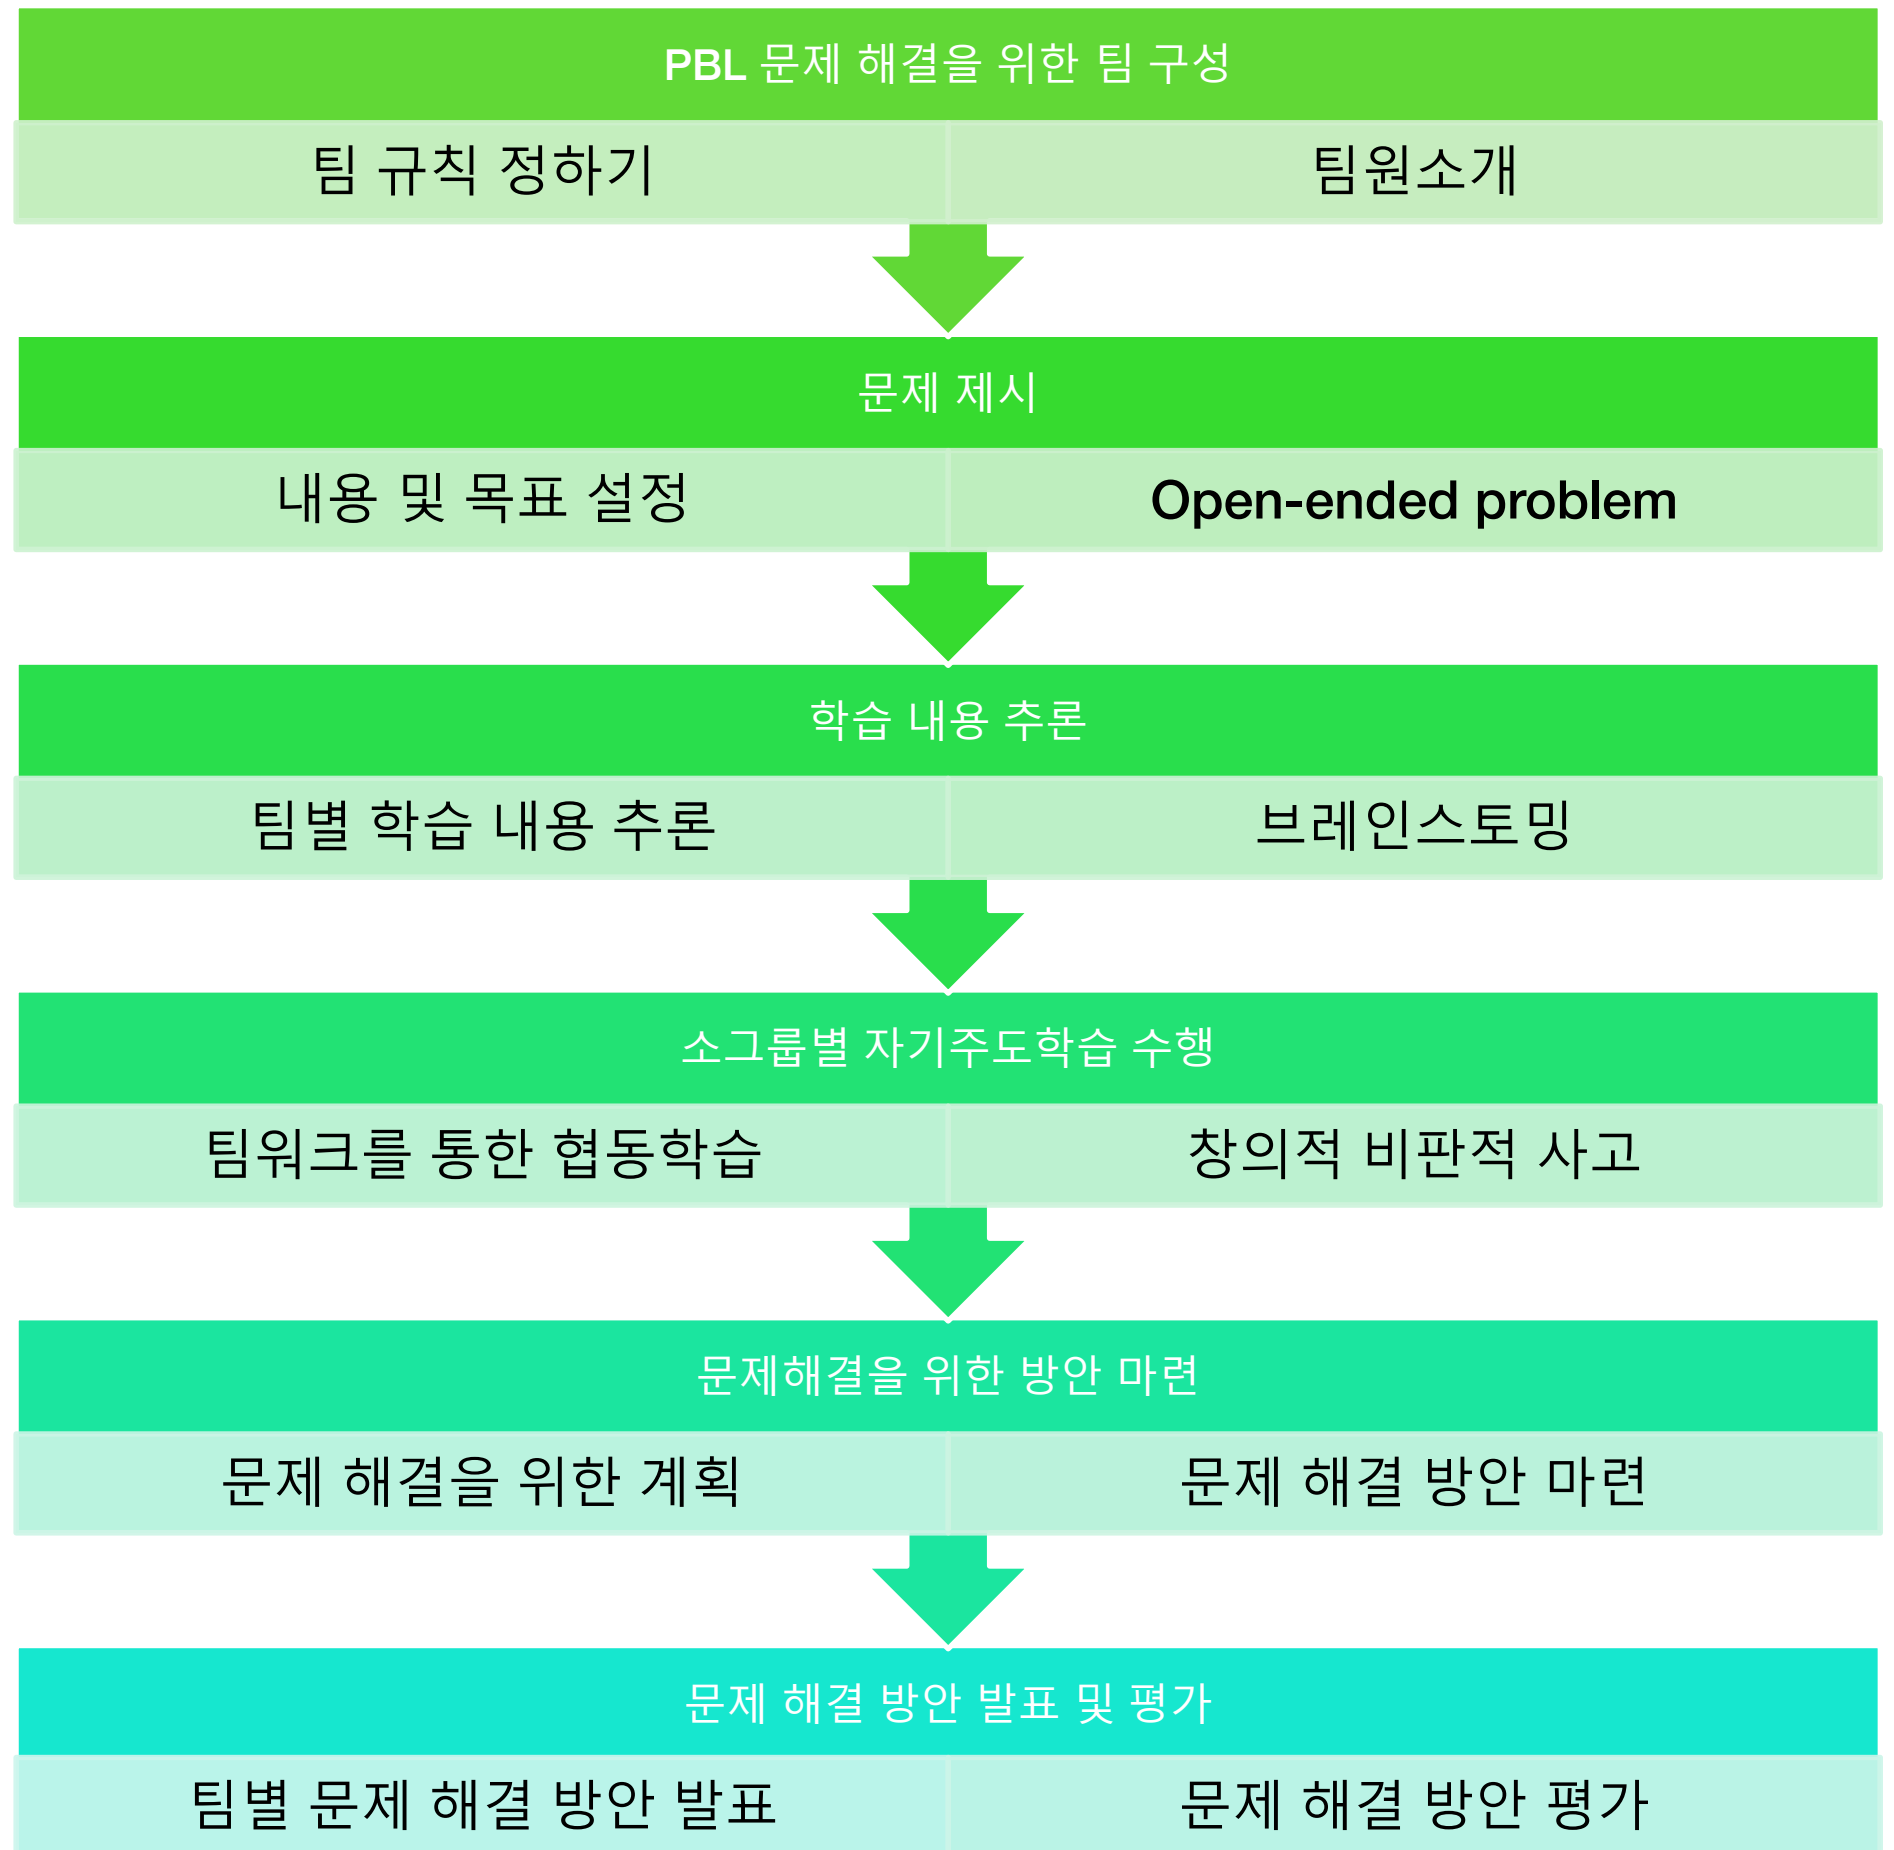 PBL 문제 해결을 위한 팀 구성
팀 규칙 정하기
팀원소개
문제 제시
내용 및 목표 설정
Open-ended problem
학습 내용 추론
팀별 학습 내용 추론
브레인스토밍
소그룹별 자기주도학습 수행
팀워크를 통한 협동학습
창의적 비판적 사고
문제해결을 위한 방안 마련
문제 해결을 위한 계획
문제 해결 방안 마련
문제 해결 방안 발표 및 평가
팀별 문제 해결 방안 발표
문제 해결 방안 평가